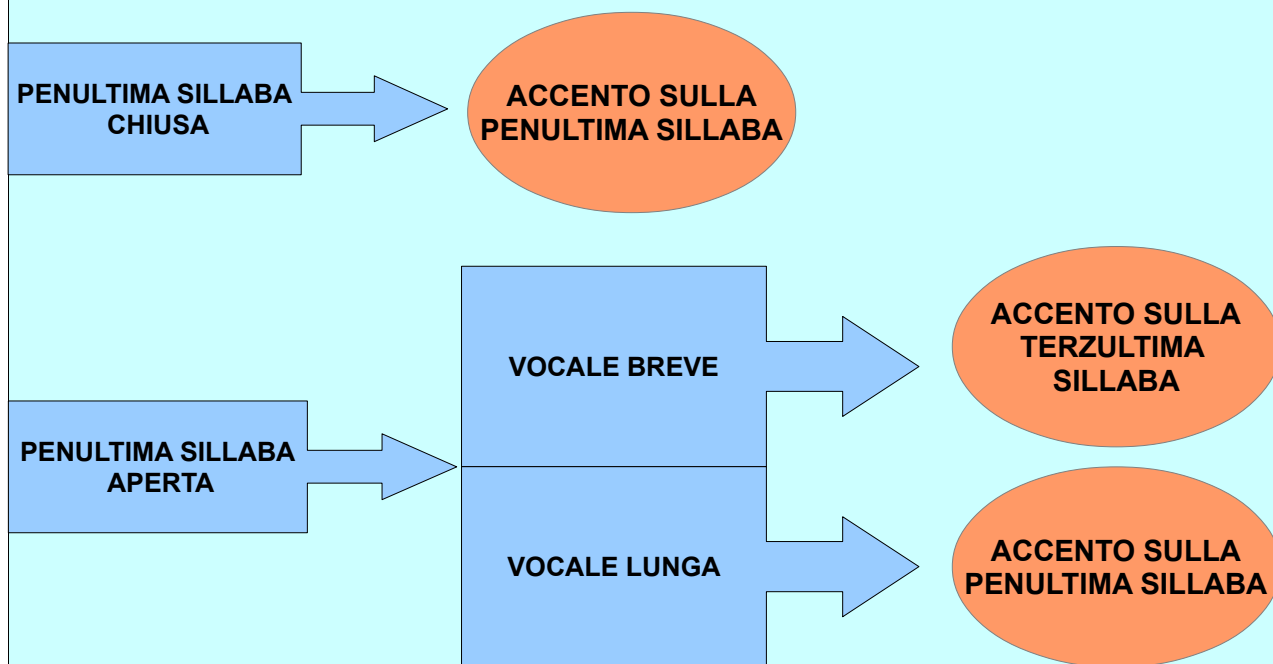 PENULTIMA SILLABA
CHIUSA
ACCENTO SULLA
PENULTIMA SILLABA
PENULTIMA SILLABA
APERTA
VOCALE BREVE
ACCENTO SULLA
TERZULTIMA
SILLABA
VOCALE LUNGA
ACCENTO SULLA
PENULTIMA SILLABA